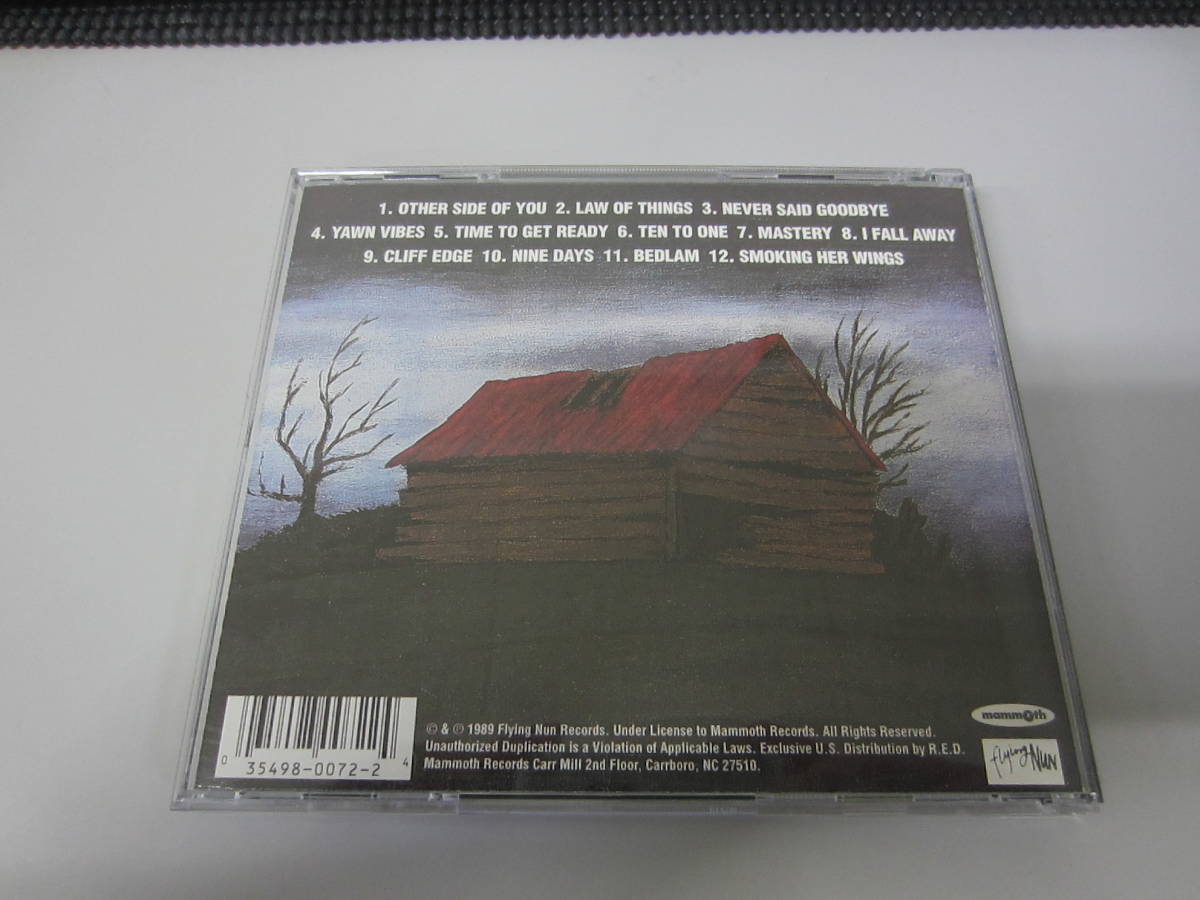 1. OTHER SIDE OF YOU 2. LAW OF THINGS 3. NEVER SAID GOODBYE
4. YAWN VIBES 5. TIME TO GET READY 6. TEN TO ONE 7. MASTERY 8. I FALL AWAY
9. CLIFF EDGE 10. NINE DAYS 11. BEDLAM 12. SMOKING HER WINGS
0 35498-0072-2 4
© & ℗ 1989 Flying Nun Records. Under License to Mammoth Records. All Rights Reserved.
Unauthorized Duplication is a Violation of Applicable Laws. Exclusive U.S. Distribution by R.E.D.
Mammoth Records Carr Mill 2nd Floor, Carrboro, NC 27510.
mammoth
flying NUN